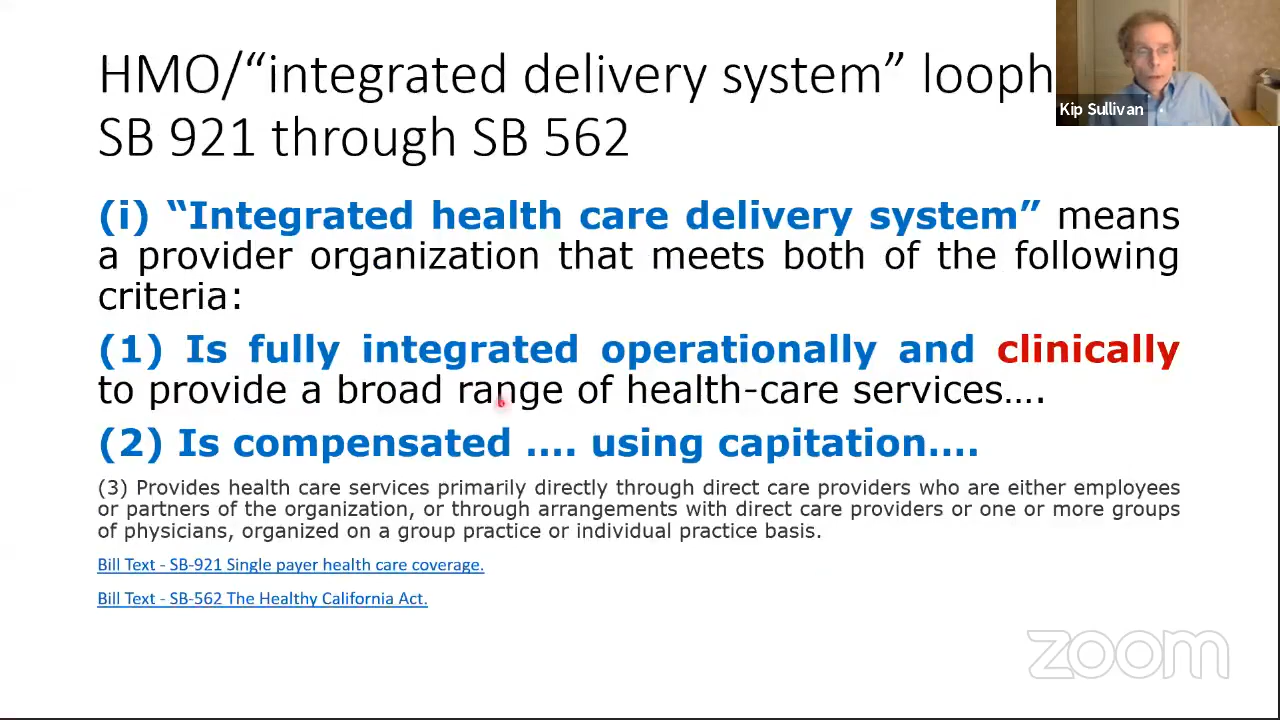 HMO/“integrated delivery system” looph
SB 921 through SB 562
Kip Sullivan
(i) “Integrated health care delivery system” means
a provider organization that meets both of the following
criteria:
(1) Is fully integrated operationally and clinically
to provide a broad range of health-care services….
(2) Is compensated …. using capitation….
(3) Provides health care services primarily directly through direct care providers who are either employees
or partners of the organization, or through arrangements with direct care providers or one or more groups
of physicians, organized on a group practice or individual practice basis.
Bill Text - SB-921 Single payer health care coverage.
Bill Text - SB-562 The Healthy California Act.
zoom